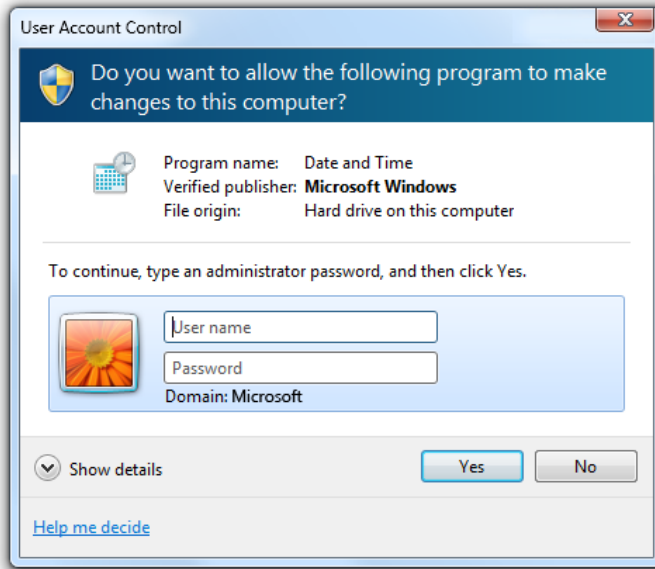 User Account Control
Do you want to allow the following program to make
changes to this computer?
Program name: Date and Time
Verified publisher: Microsoft Windows
File origin: Hard drive on this computer
To continue, type an administrator password, and then click Yes.
User name
Password
Domain: Microsoft
Show details
Yes
No
Help me decide